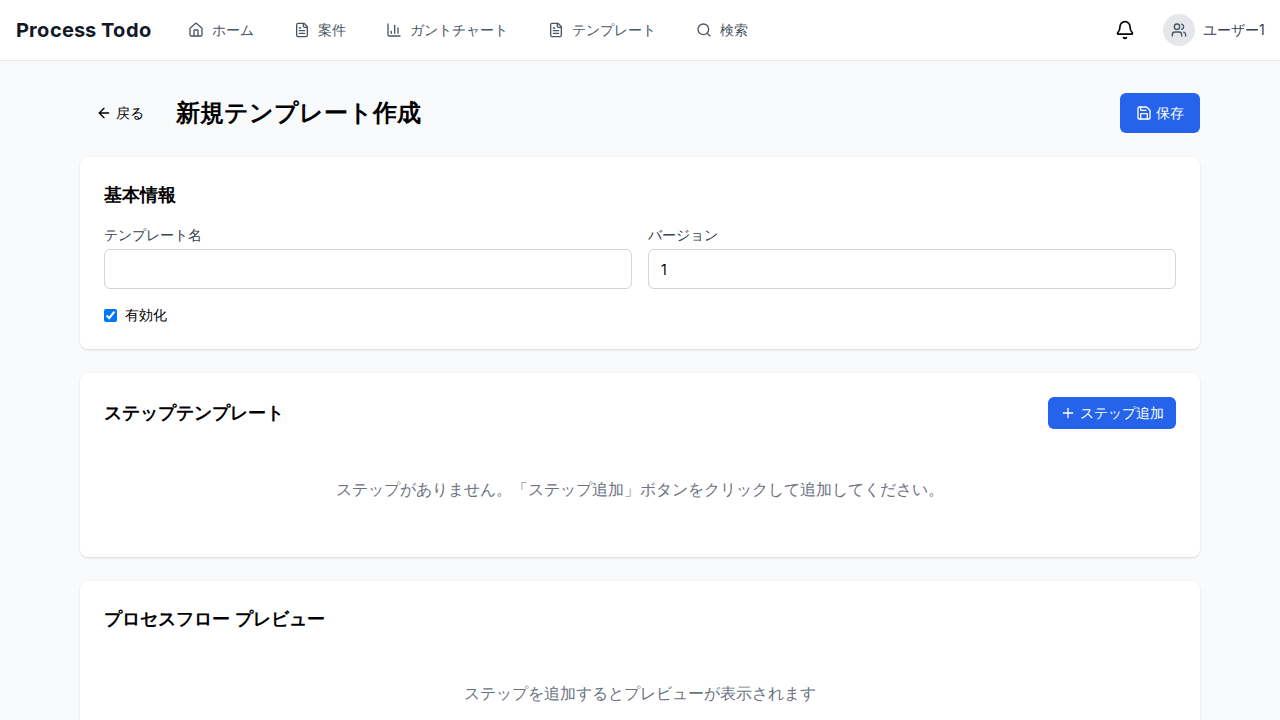 Process Todo
ホーム
案件
ガントチャート
テンプレート
検索
ユーザー1
戻る
新規テンプレート作成
保存
基本情報
テンプレート名
バージョン
1
有効化
ステップテンプレート
ステップ追加
ステップがありません。「ステップ追加」ボタンをクリックして追加してください。
プロセスフロー プレビュー
ステップを追加するとプレビューが表示されます